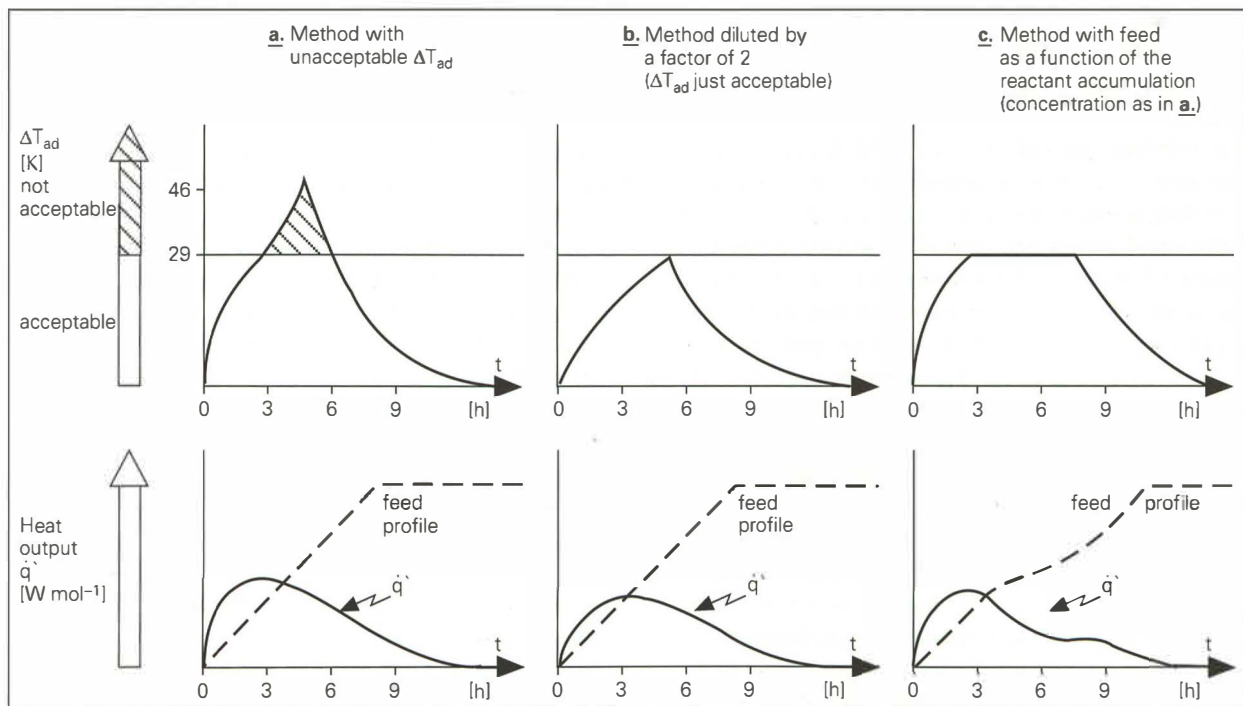 a. Method with
unacceptable ΔTad
b. Method diluted by
a factor of 2
(ΔTad just acceptable)
c. Method with feed
as a function of the
reactant accumulation
(concentration as in a.)
ΔTad
[K]
not
acceptable
acceptable
46
29
t
0 3 6 9 [h]
t
0 3 6 9 [h]
t
0 3 6 9 [h]
Heat
output
q̇`
[W mol⁻¹]
feed
profile
q̇`
t
0 3 6 9 [h]
feed
profile
q̇`
t
0 3 6 9 [h]
feed profile
q̇`
t
0 3 6 9 [h]